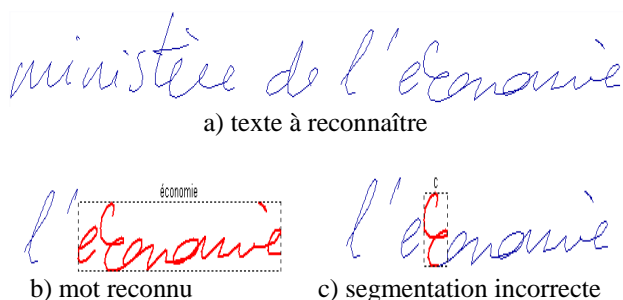 ministère de l'économie
a) texte à reconnaître
économie c
l'économie l'économie
b) mot reconnu c) segmentation incorrecte